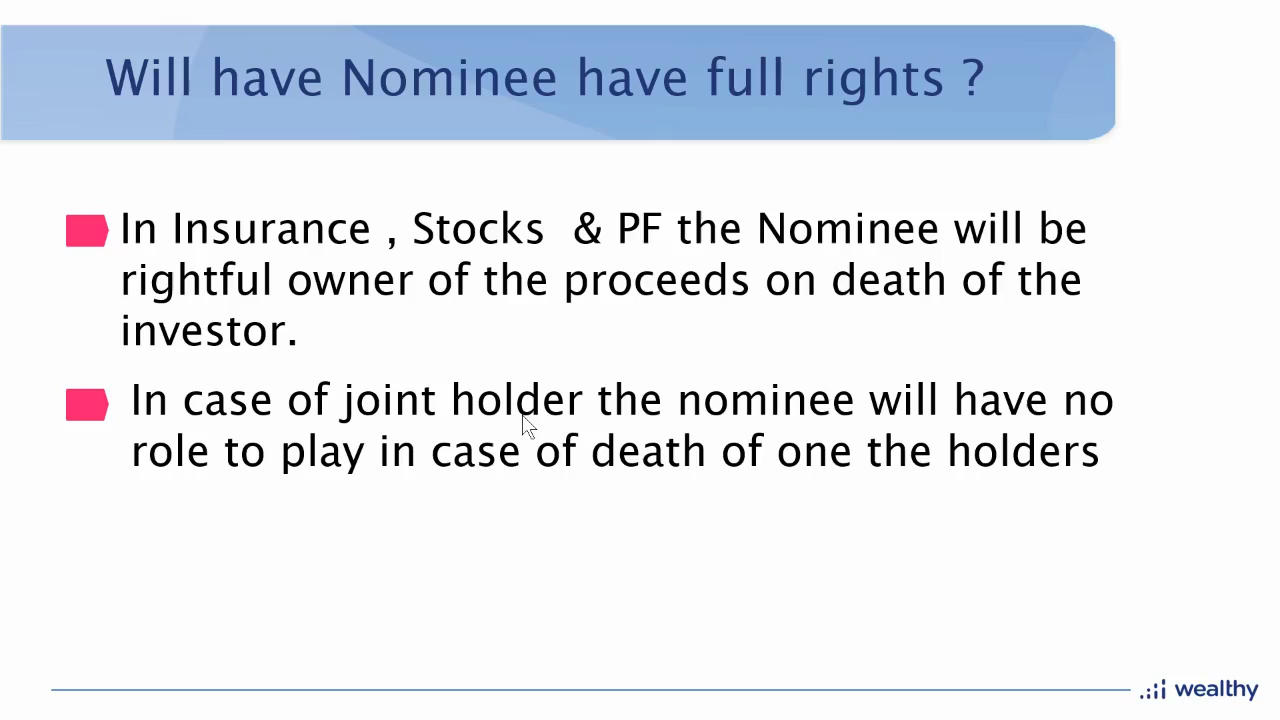 Will have Nominee have full rights ?
In Insurance , Stocks & PF the Nominee will be
rightful owner of the proceeds on death of the
investor.
In case of joint holder the nominee will have no
role to play in case of death of one the holders
wealthy